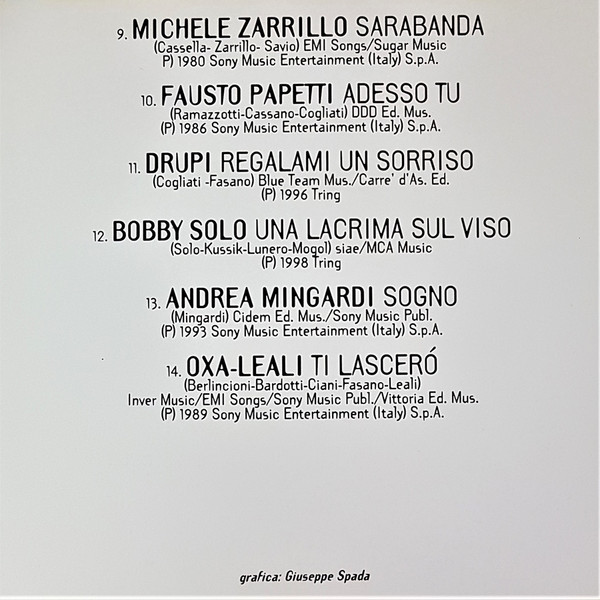 9. MICHELE ZARRILLO SARABANDA
(Cassella- Zarrillo- Savio) EMI Songs/Sugar Music
P) 1980 Sony Music Entertainment (Italy) S.p.A.
10. FAUSTO PAPETTI ADESSO TU
(Ramazzotti-Cassano-Cogliati) DDD Ed. Mus.
(P) 1986 Sony Music Entertainment (Italy) S.p.A.
11. DRUPI REGALAMI UN SORRISO
(Cogliati -Fasano) Blue Team Mus./Carre' d'As. Ed.
(P) 1996 Tring
12. BOBBY SOLO UNA LACRIMA SUL VISO
(Solo-Kussik-Lunero-Mogol) siae/MCA Music
(P) 1998 Tring
13. ANDREA MINGARDI SOGNO
(Mingardi) Cidem Ed. Mus./Sony Music Publ.
(P) 1993 Sony Music Entertainment (Italy) S.p.A.
14. OXA-LEALI TI LASCERÓ
(Berlincioni-Bardotti-Ciani-Fasano-Leali)
Inver Music/EMI Songs/Sony Music Publ./Vittoria Ed. Mus.
(P) 1989 Sony Music Entertainment (Italy) S.p.A.
grafica: Giuseppe Spada